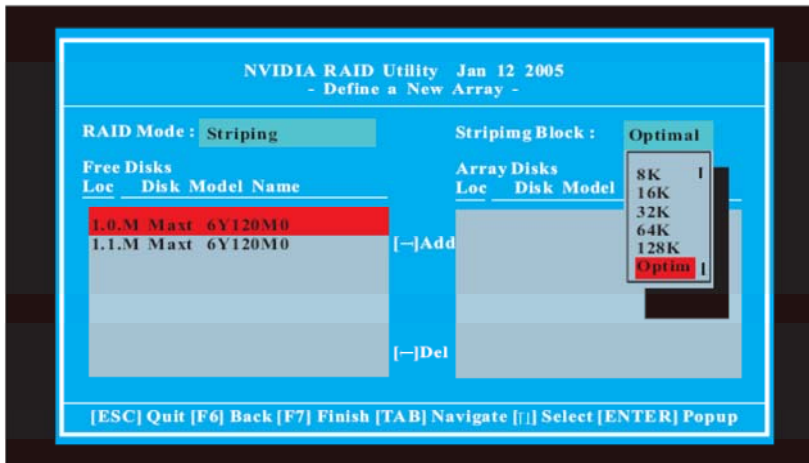 NVIDIA RAID Utility Jan 12 2005
- Define a New Array -
RAID Mode : Striping
Stripimg Block : Optimal
Free Disks
Loc Disk Model Name
Array Disks
Loc Disk Model
8K
16K
32K
64K
128K
Optim
1.0.M Maxt 6Y120M0
1.1.M Maxt 6Y120M0
[—]Add
[—]Del
[ESC] Quit [F6] Back [F7] Finish [TAB] Navigate [↑↓] Select [ENTER] Popup